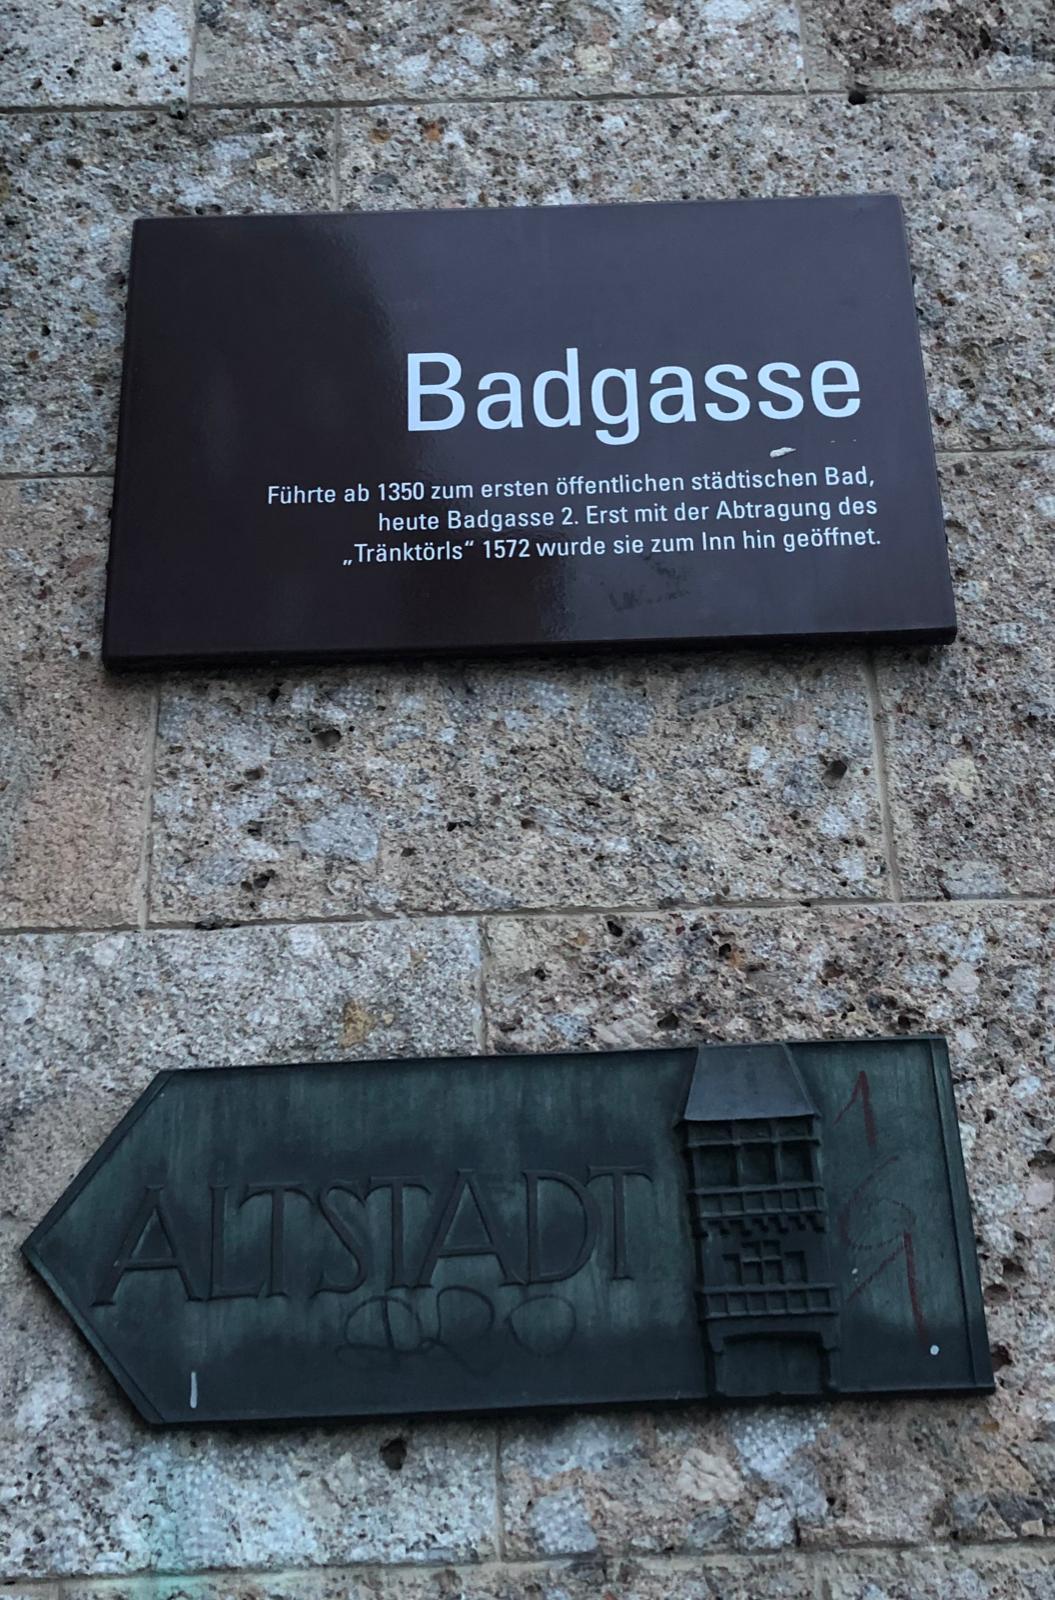 Badgasse
Führte ab 1350 zum ersten öffentlichen städtischen Bad,
heute Badgasse 2. Erst mit der Abtragung des
„Tränktörls“ 1572 wurde sie zum Inn hin geöffnet.
ALTSTADT